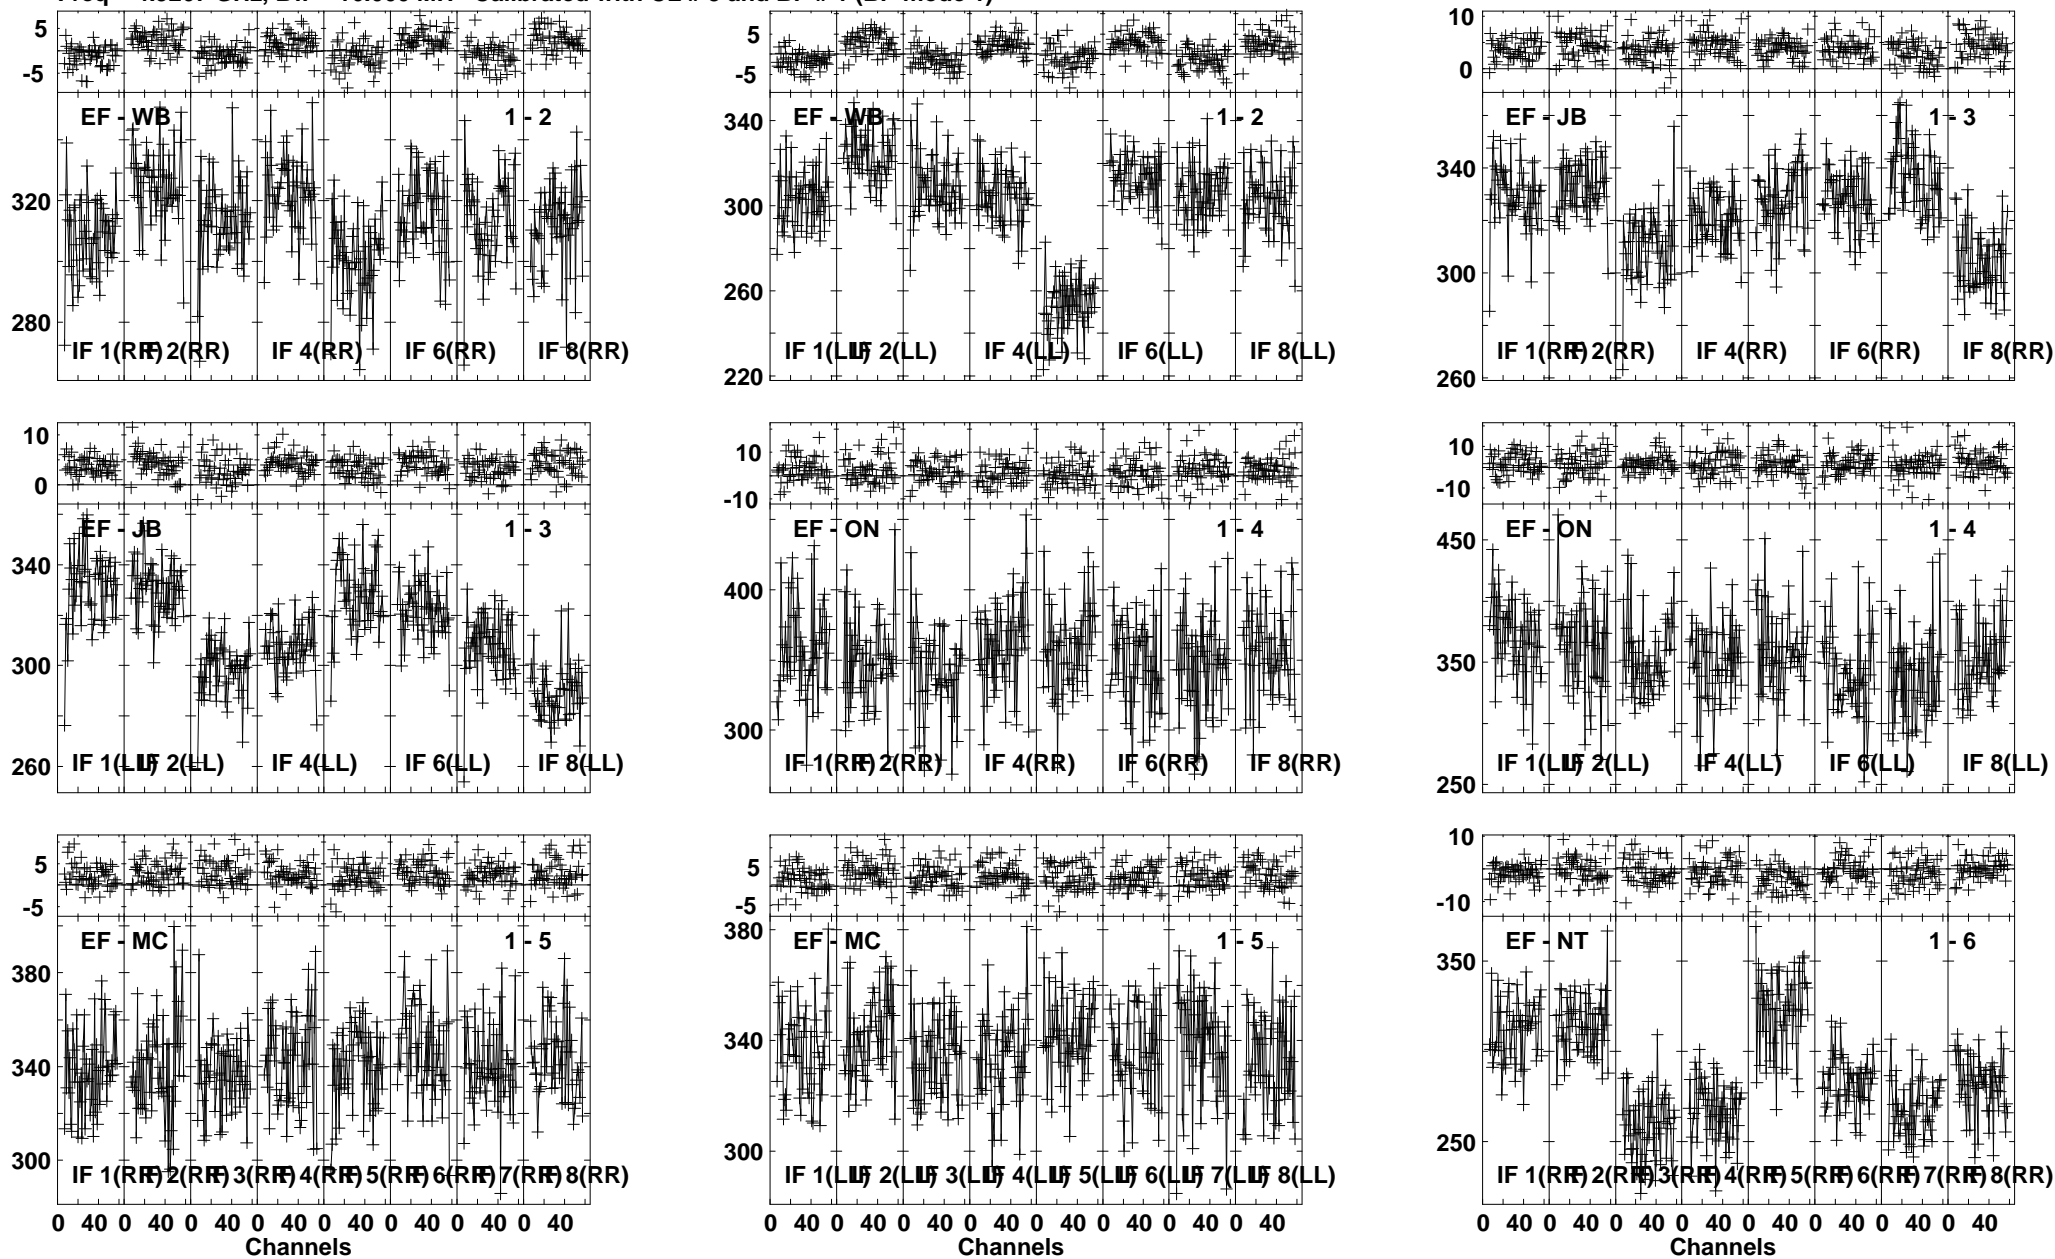 5
-5
320
280
EF - WB 1 - 2
IF 1(RR) IF 2(RR) IF 4(RR) IF 6(RR) IF 8(RR)
5
-5
340
300
260
220
EF - WB 1 - 2
IF 1(LL) IF 2(LL) IF 4(LL) IF 6(LL) IF 8(LL)
10
0
340
300
260
EF - JB 1 - 3
IF 1(RR) IF 2(RR) IF 4(RR) IF 6(RR) IF 8(RR)
10
0
340
300
260
EF - JB 1 - 3
IF 1(LL) IF 2(LL) IF 4(LL) IF 6(LL) IF 8(LL)
10
-10
400
300
EF - ON 1 - 4
IF 1(RR) IF 2(RR) IF 4(RR) IF 6(RR) IF 8(RR)
10
-10
450
350
250
EF - ON 1 - 4
IF 1(LL) IF 2(LL) IF 4(LL) IF 6(LL) IF 8(LL)
5
-5
380
340
300
EF - MC 1 - 5
IF 1(RR) IF 2(RR) IF 3(RR) IF 4(RR) IF 5(RR) IF 6(RR) IF 7(RR) IF 8(RR)
0 40 0 40 0 40 0 40 0 40 0 40 0 40 0 40
Channels
5
-5
380
340
300
EF - MC 1 - 5
IF 1(LL) IF 2(LL) IF 3(LL) IF 4(LL) IF 5(LL) IF 6(LL) IF 7(LL) IF 8(LL)
0 40 0 40 0 40 0 40 0 40 0 40 0 40 0 40
Channels
10
-10
350
250
EF - NT 1 - 6
IF 1(RR) IF 2(RR) IF 3(RR) IF 4(RR) IF 5(RR) IF 6(RR) IF 7(RR) IF 8(RR)
0 40 0 40 0 40 0 40 0 40 0 40 0 40 0 40
Channels